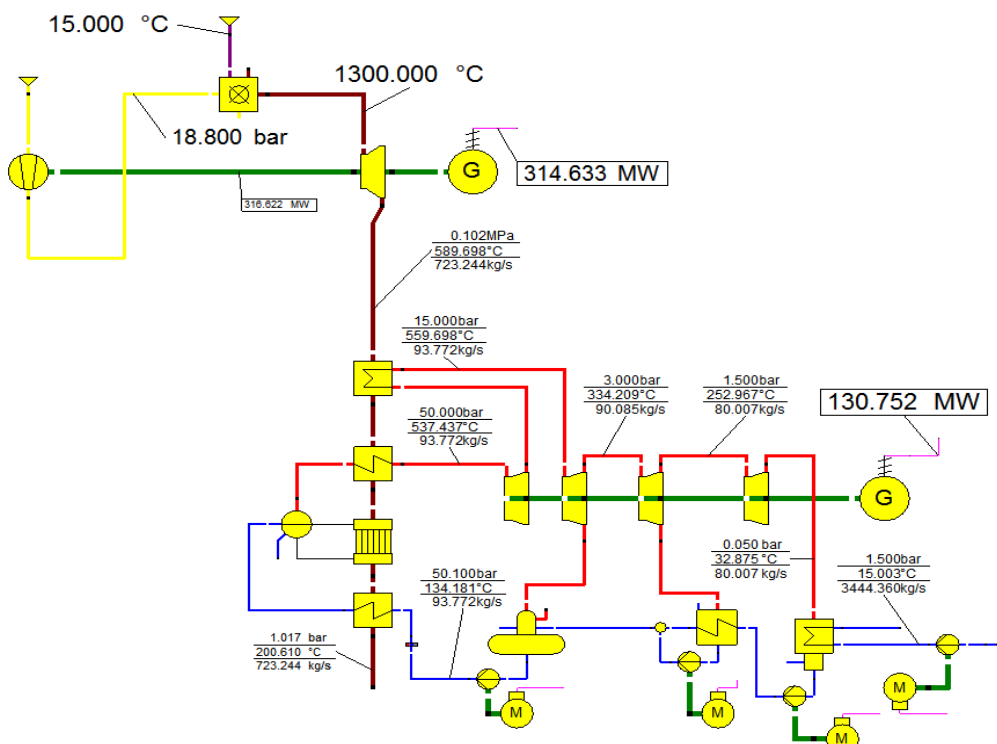 15.000 °C
1300.000 °C
18.800 bar
G
314.633 MW
316.622 MW
0.102MPa
589.698°C
723.244kg/s
15.000bar
559.698°C
93.772kg/s
3.000bar
334.209°C
90.085kg/s
1.500bar
252.967°C
80.007kg/s
130.752 MW
50.000bar
537.437°C
93.772kg/s
G
0.050 bar
32.875 °C
80.007 kg/s
1.500bar
15.003°C
3444.360kg/s
50.100bar
134.181°C
93.772kg/s
1.017 bar
200.610 °C
723.244 kg/s
M
M
M
M